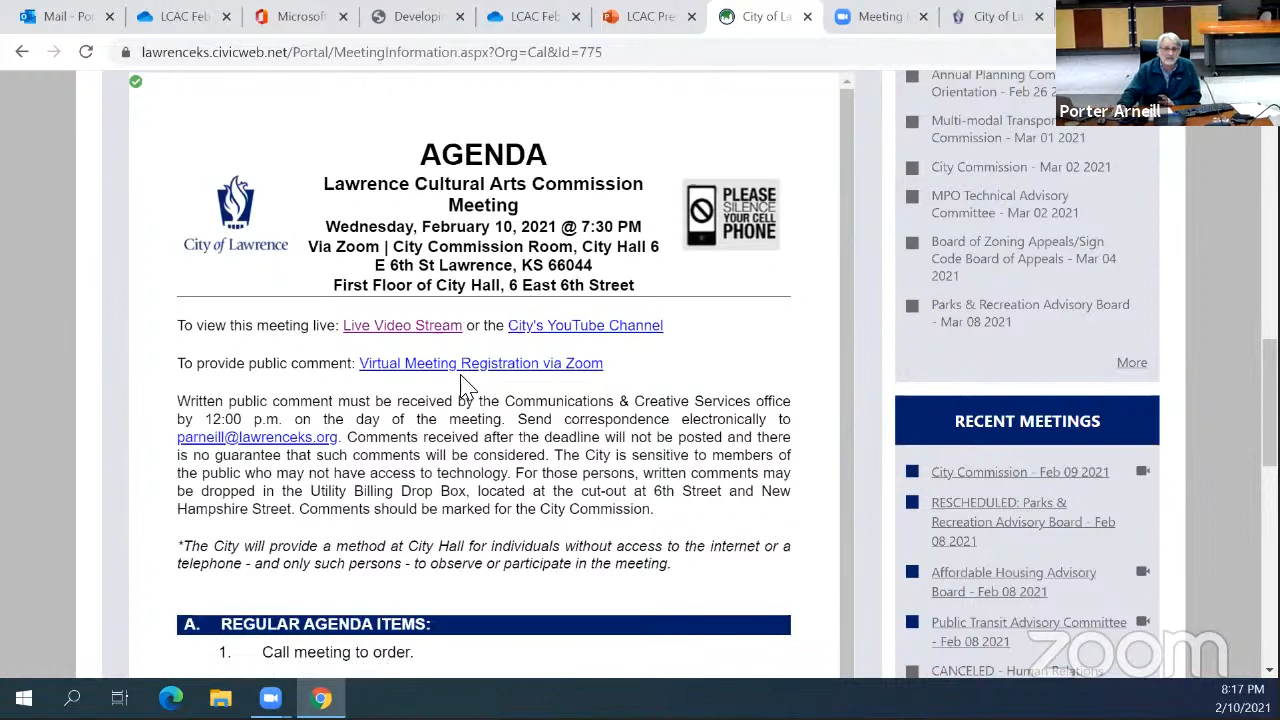 Mail - Po
LCAC Feb
Microsoft
Developi
LCAC Feb
LCAC Pre
City of La
Meeting
City of La
lawrenceks.civicweb.net/Portal/MeetingInformation.aspx?Org=Cal&Id=775
Porter Arneill
AGENDA
Lawrence Cultural Arts Commission
Meeting
Wednesday, February 10, 2021 @ 7:30 PM
Via Zoom | City Commission Room, City Hall 6
E 6th St Lawrence, KS 66044
First Floor of City Hall, 6 East 6th Street
City of Lawrence
PLEASE
SILENCE
YOUR CELL
PHONE
To view this meeting live: Live Video Stream or the City's YouTube Channel
To provide public comment: Virtual Meeting Registration via Zoom
Written public comment must be received by the Communications & Creative Services office
by 12:00 p.m. on the day of the meeting. Send correspondence electronically to
parneill@lawrenceks.org. Comments received after the deadline will not be posted and there
is no guarantee that such comments will be considered. The City is sensitive to members of
the public who may not have access to technology. For those persons, written comments may
be dropped in the Utility Billing Drop Box, located at the cut-out at 6th Street and New
Hampshire Street. Comments should be marked for the City Commission.
*The City will provide a method at City Hall for individuals without access to the internet or a
telephone - and only such persons - to observe or participate in the meeting.
A. REGULAR AGENDA ITEMS:
1. Call meeting to order.
Annual Planning Com
Orientation - Feb 26 2
Multi-modal Transpor
Commission - Mar 01 2021
City Commission - Mar 02 2021
MPO Technical Advisory
Committee - Mar 02 2021
Board of Zoning Appeals/Sign
Code Board of Appeals - Mar 04
2021
Parks & Recreation Advisory Board
- Mar 08 2021
More
RECENT MEETINGS
City Commission - Feb 09 2021
RESCHEDULED: Parks &
Recreation Advisory Board - Feb
08 2021
Affordable Housing Advisory
Board - Feb 08 2021
Public Transit Advisory Committee
- Feb 08 2021
CANCELED - Human Relations
zoom
8:17 PM
2/10/2021